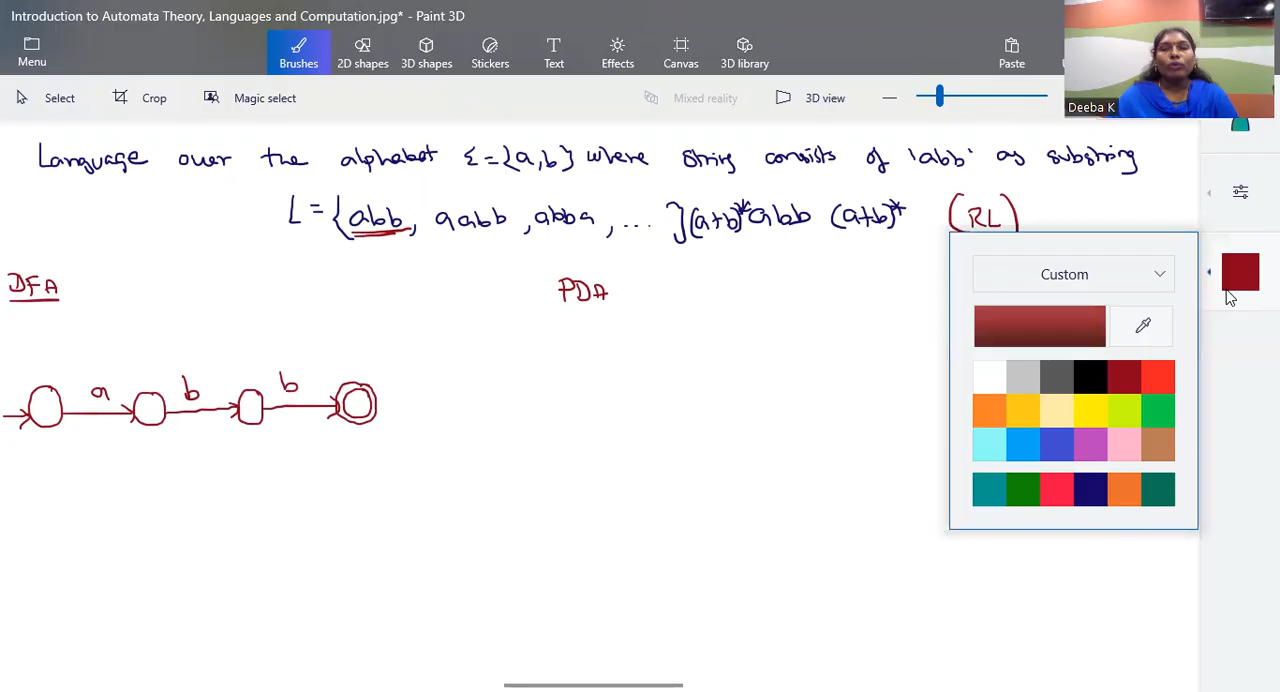 Introduction to Automata Theory, Languages and Computation.jpg* - Paint 3D
Menu
Brushes
2D shapes
3D shapes
Stickers
Text
Effects
Canvas
3D library
Paste
Select
Crop
Magic select
Mixed reality
3D view
Deeba K
Language over the alphabet Σ={a,b} where string consists of 'abb' as substring
L = {abb, aabb, abba, ... } (a+b)* abb (a+b)* (RL)
Custom
DFA
PDA
a b b